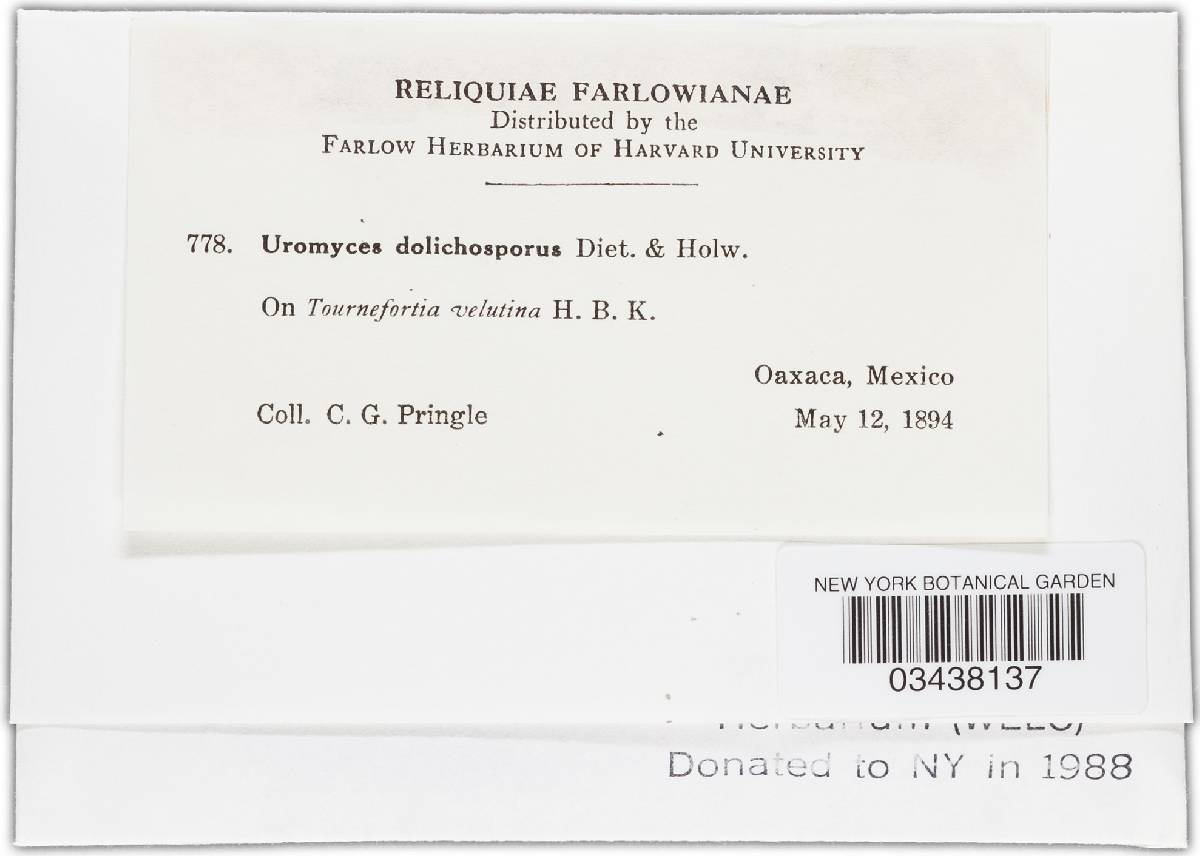 RELIQUIAE FARLOWIANAE
Distributed by the
FARLOW HERBARIUM OF HARVARD UNIVERSITY
778. Uromyces dolichosporus Diet. & Holw.
On Tournefortia velutina H. B. K.
Oaxaca, Mexico
Coll. C. G. Pringle
May 12, 1894
NEW YORK BOTANICAL GARDEN
03438137
Herbarium
Donated to NY in 1988